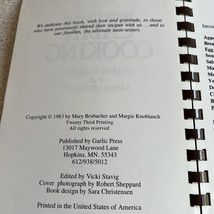 We dedicate this book, with love and gratitude, to those
who have generously shared their recipes with us. . .and to
our families, the ultimate taste-testers.
COOKING
Copyright © 1983 by Mary Brubacher and Margie Knoblauch
Twenty Third Printing
All rights reserved
Published by Garlic Press
13017 Maywood Lane
Hopkins, MN. 55343
612/938/5012
Edited by Vicki Stavig
Cover photograph by Robert Sheppard
Book design by Sara Christensen
Printed in the United States of America